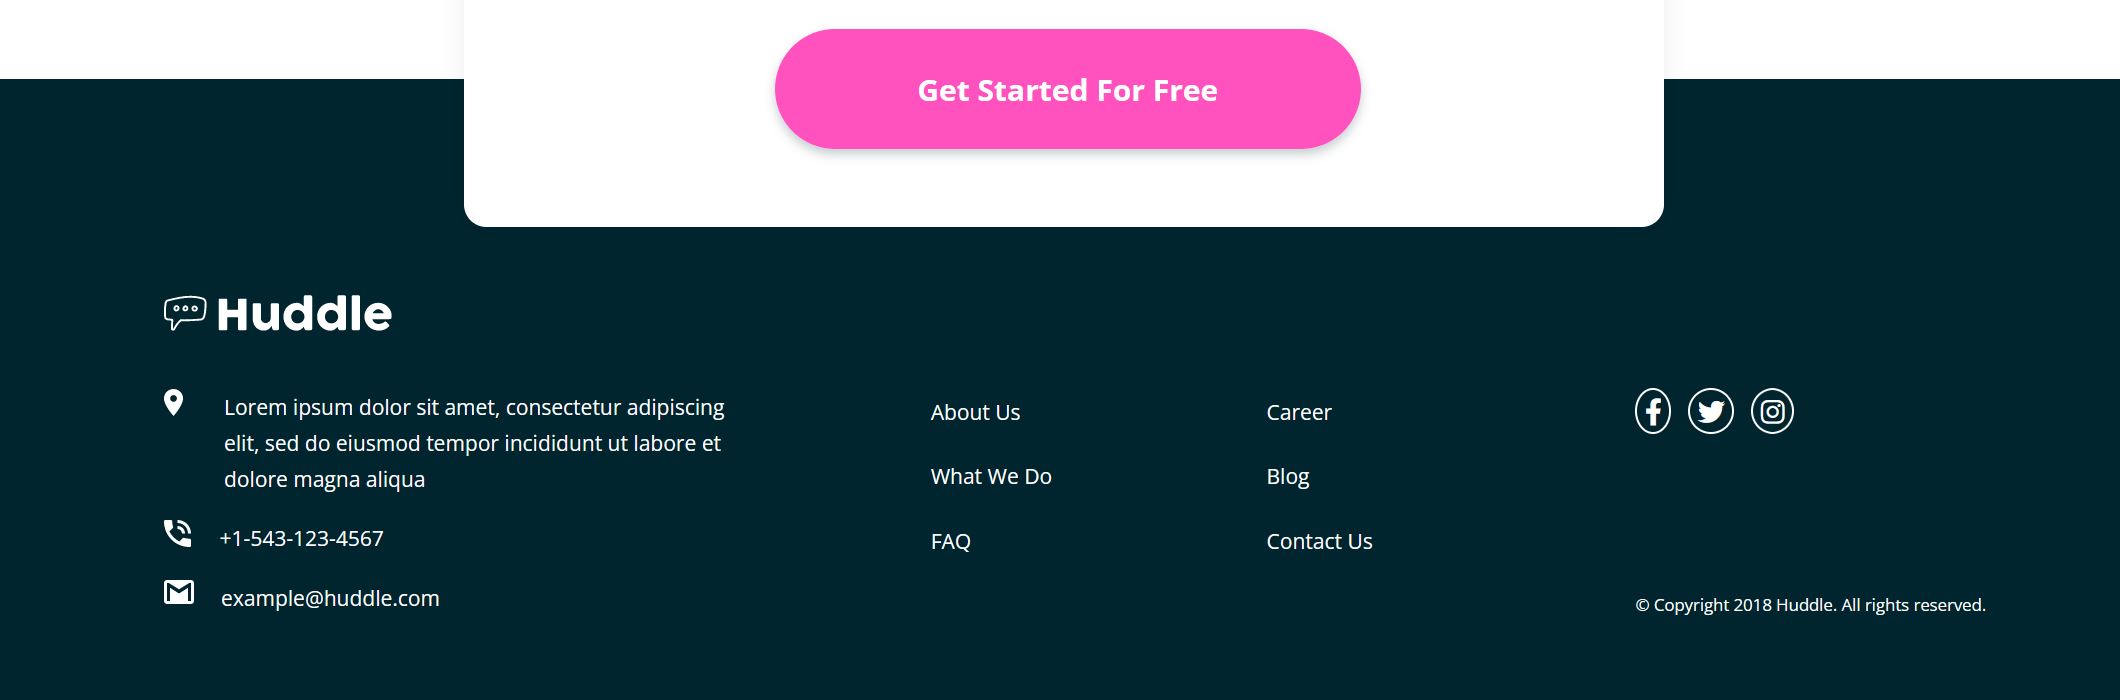 Get Started For Free
Huddle
Lorem ipsum dolor sit amet, consectetur adipiscing
elit, sed do eiusmod tempor incididunt ut labore et
dolore magna aliqua
+1-543-123-4567
example@huddle.com
About Us
What We Do
FAQ
Career
Blog
Contact Us
© Copyright 2018 Huddle. All rights reserved.